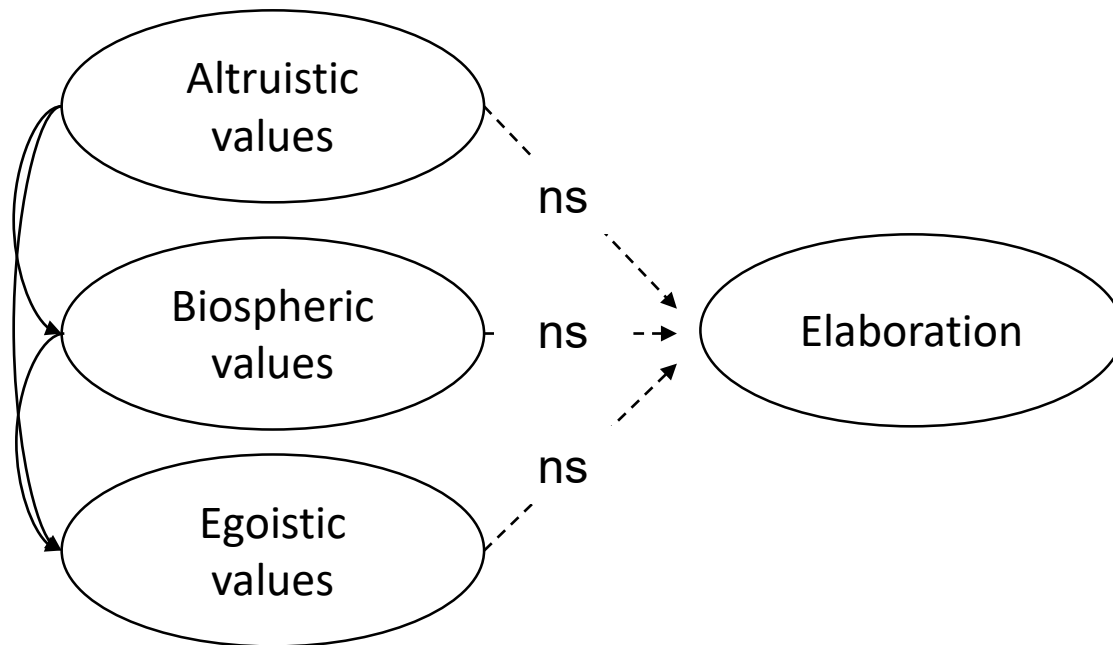 Altruistic
values
ns
Biospheric
values
ns
Elaboration
Egoistic
values
ns